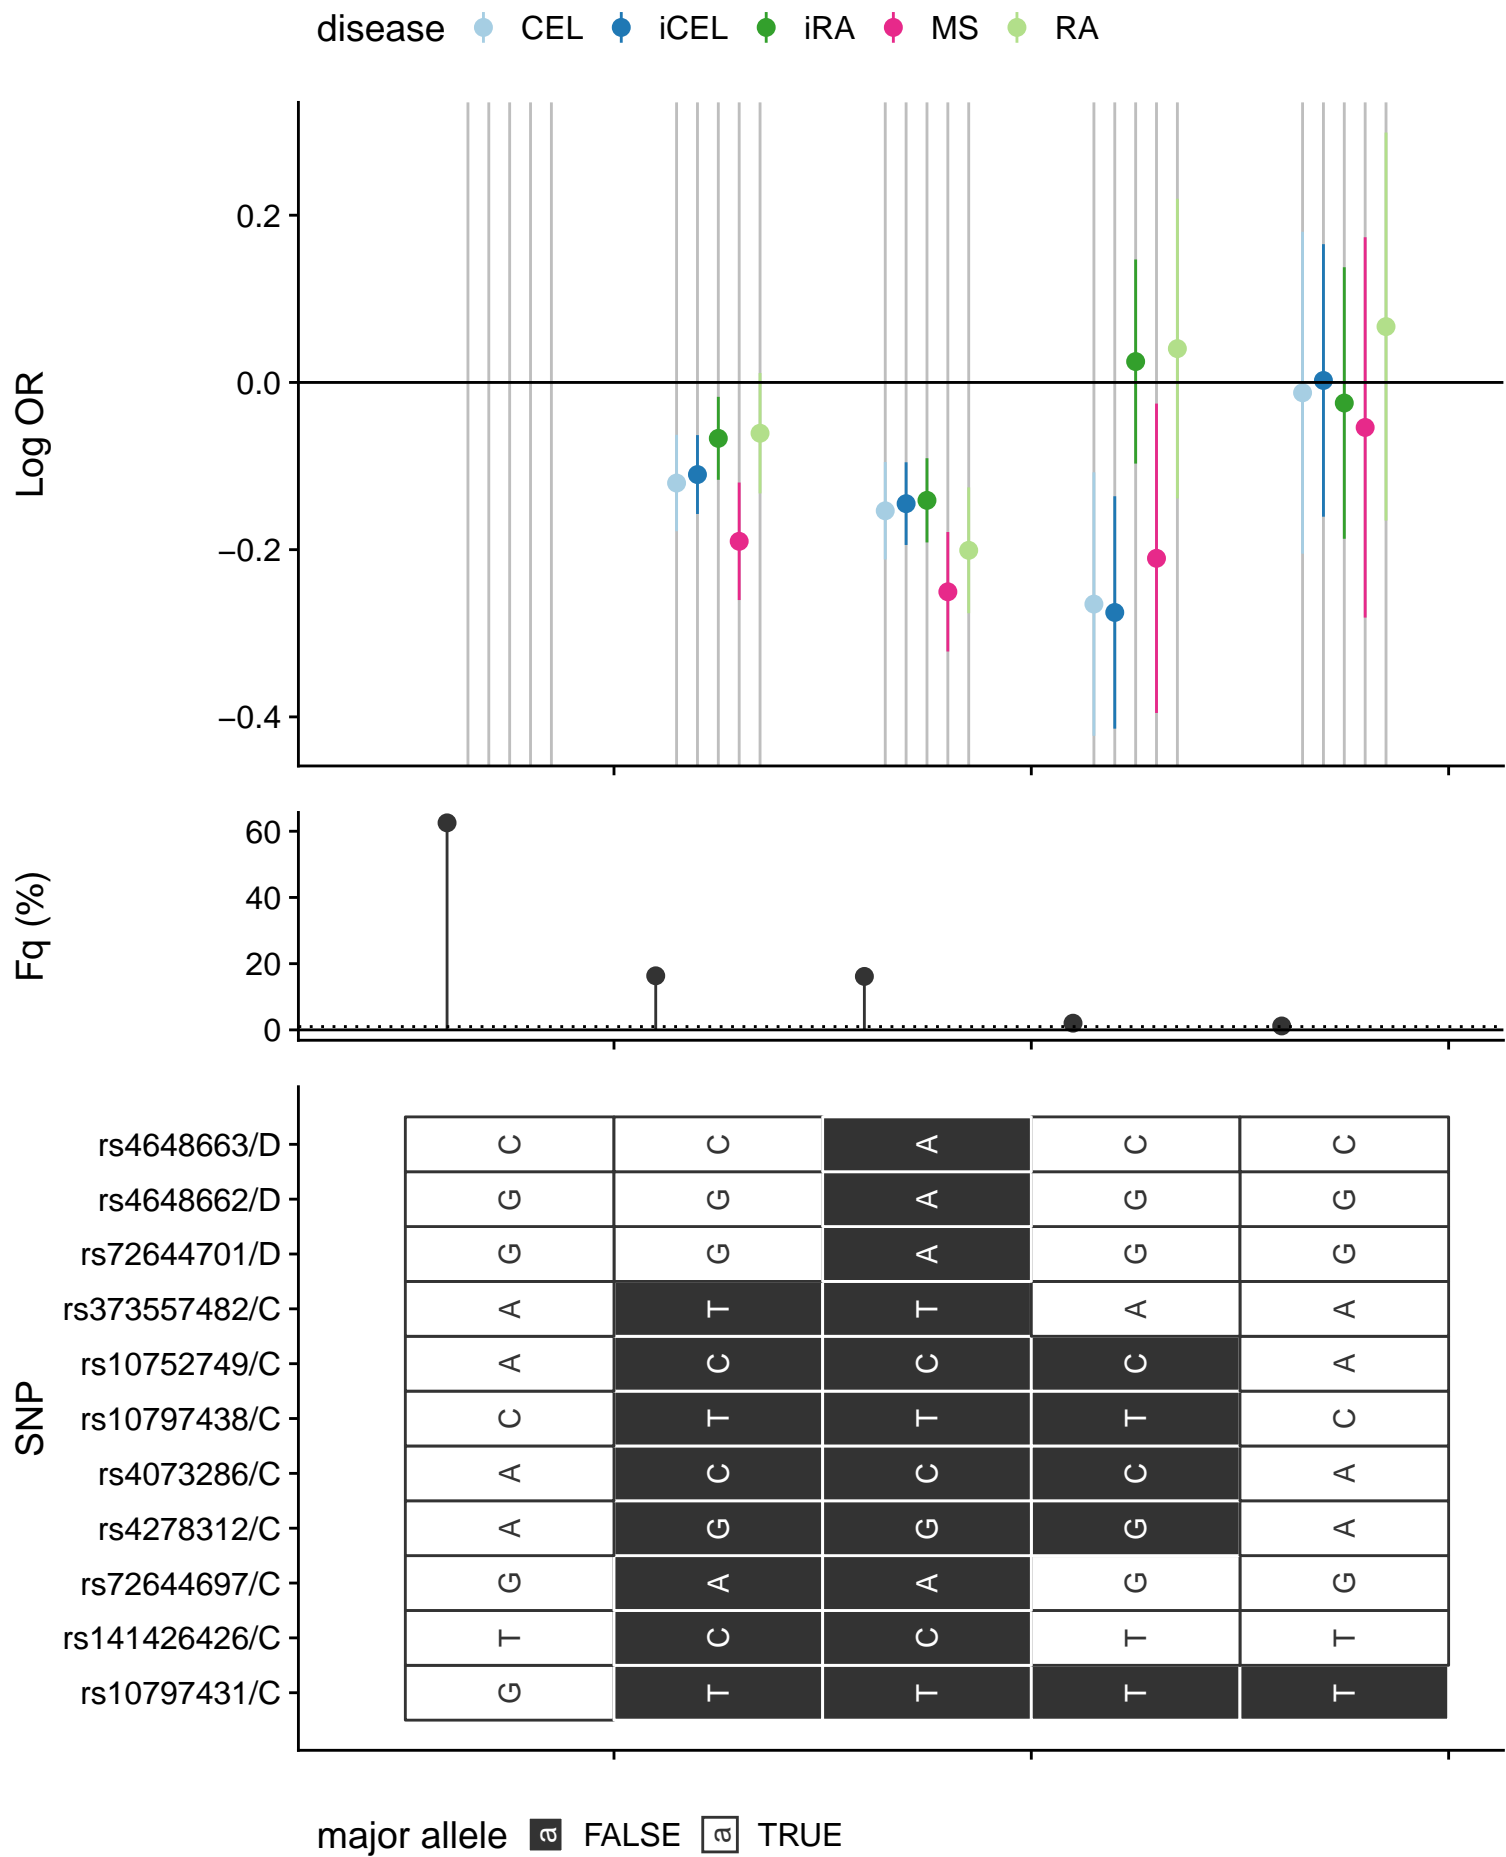 disease CEL iCEL iRA MS RA
Log OR
0.2
0.0
−0.2
−0.4
Fq (%)
60
40
20
0
SNP
rs4648663/D C C A C C
rs4648662/D G G A G G
rs72644701/D G G A G G
rs373557482/C A T T A A
rs10752749/C A C C C A
rs10797438/C C T T T C
rs4073286/C A C C C A
rs4278312/C A G G G A
rs72644697/C G A A G G
rs141426426/C T C C T T
rs10797431/C G T T T T
major allele a FALSE a TRUE